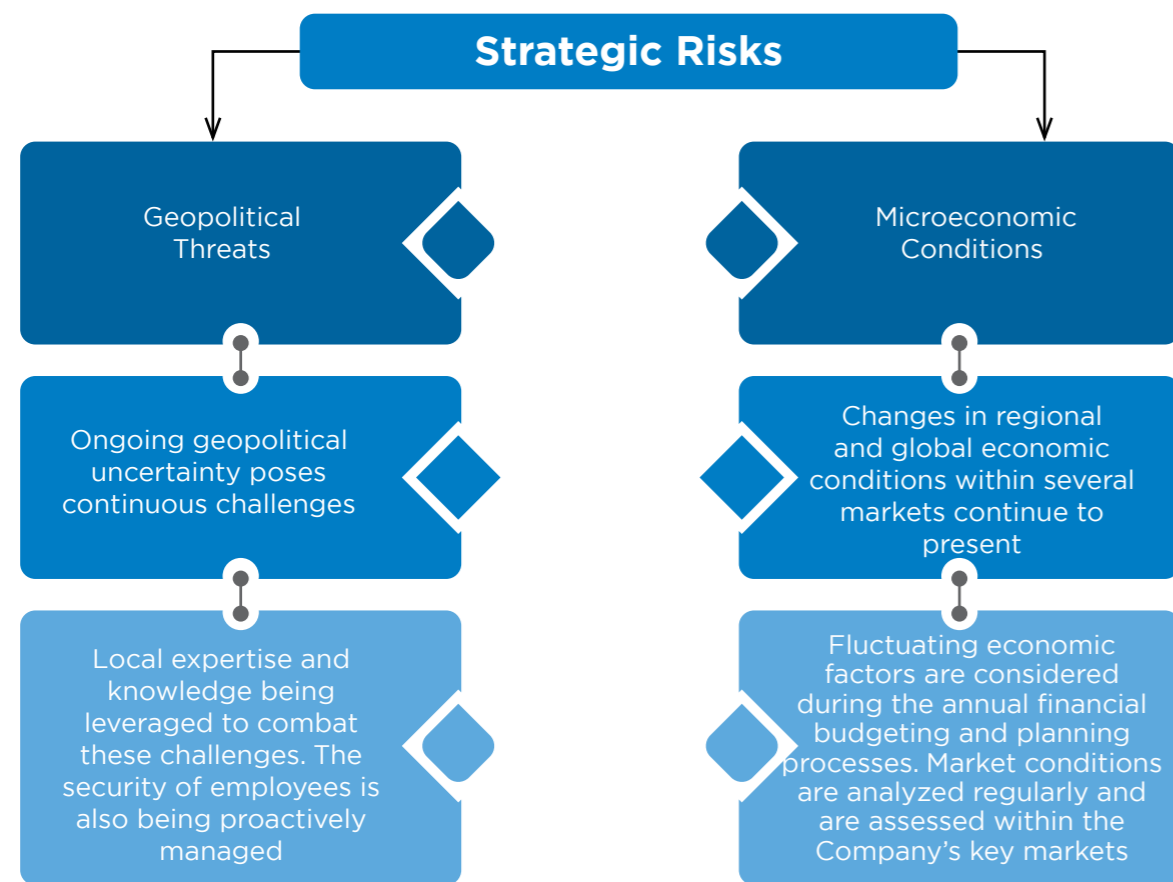 Strategic Risks
Geopolitical
Threats
Ongoing geopolitical
uncertainty poses
continuous challenges
Local expertise and
knowledge being
leveraged to combat
these challenges. The
security of employees is
also being proactively
managed
Microeconomic
Conditions
Changes in regional
and global economic
conditions within several
markets continue to
present
Fluctuating economic
factors are considered
during the annual financial
budgeting and planning
processes. Market conditions
are analyzed regularly and
are assessed within the
Company’s key markets